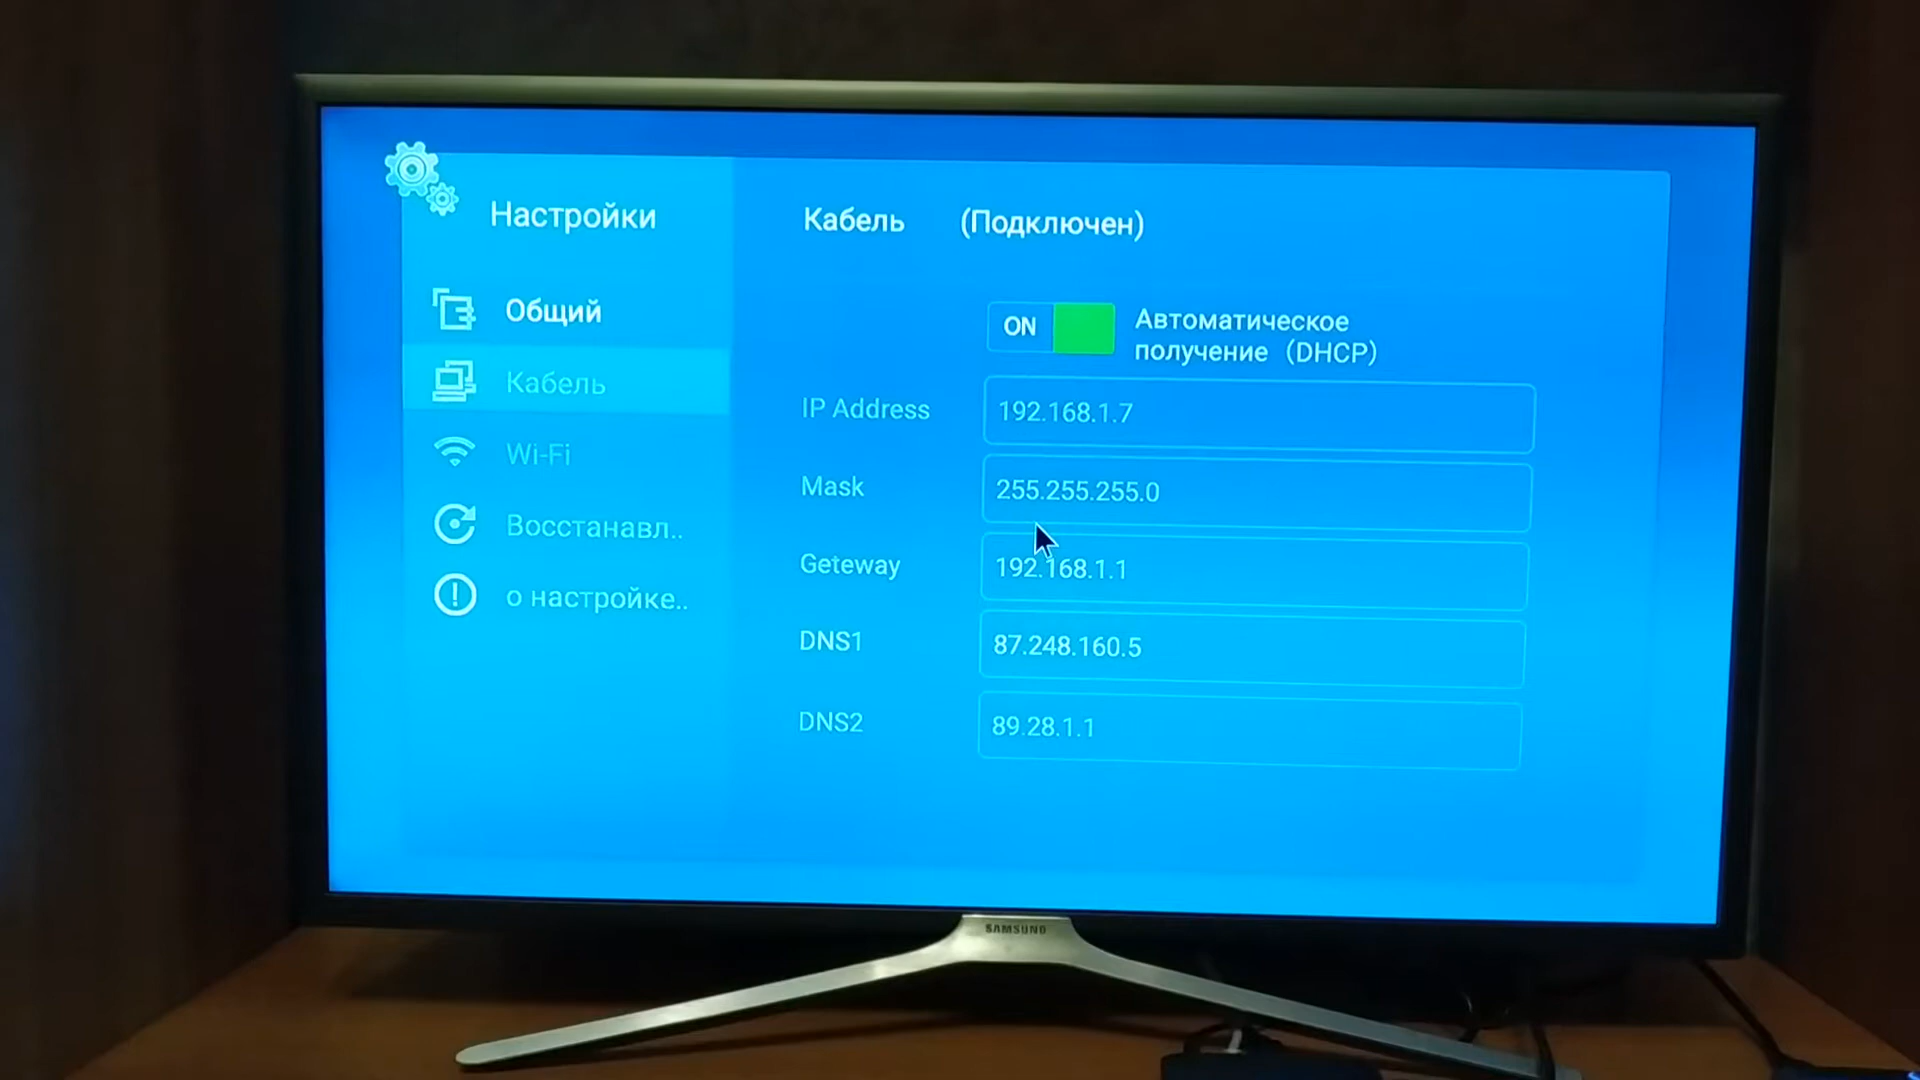 Настройки
Общий
Кабель
Wi-Fi
Восстанавл..
о настройке..
Кабель (Подключен)
ON
Автоматическое
получение (DHCP)
IP Address 192.168.1.7
Mask 255.255.255.0
Geteway 192.168.1.1
DNS1 87.248.160.5
DNS2 89.28.1.1
SAMSUNG